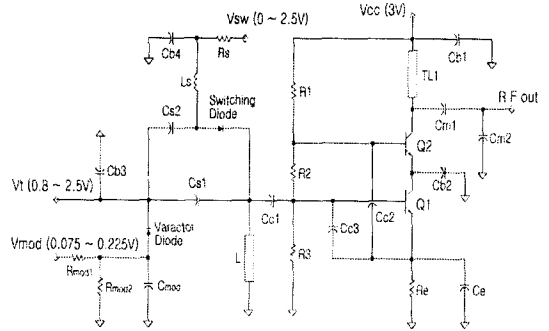 Vsw (0 ~ 2.5V)
Vcc (3V)
Cb4
Rs
Cb1
Ls
TL1
R1
RF out
Cs2
Switching
Diode
Cm1
Cm2
Q2
Cb3
R2
Vt (0.8 ~ 2.5V)
Cs1
Cb2
Cc1
Cc2
Q1
Varactor
Diode
Cc3
Vmod (0.075 ~ 0.225V)
L
R3
Rmod1
Rmod2
Cmod
Re
Ce